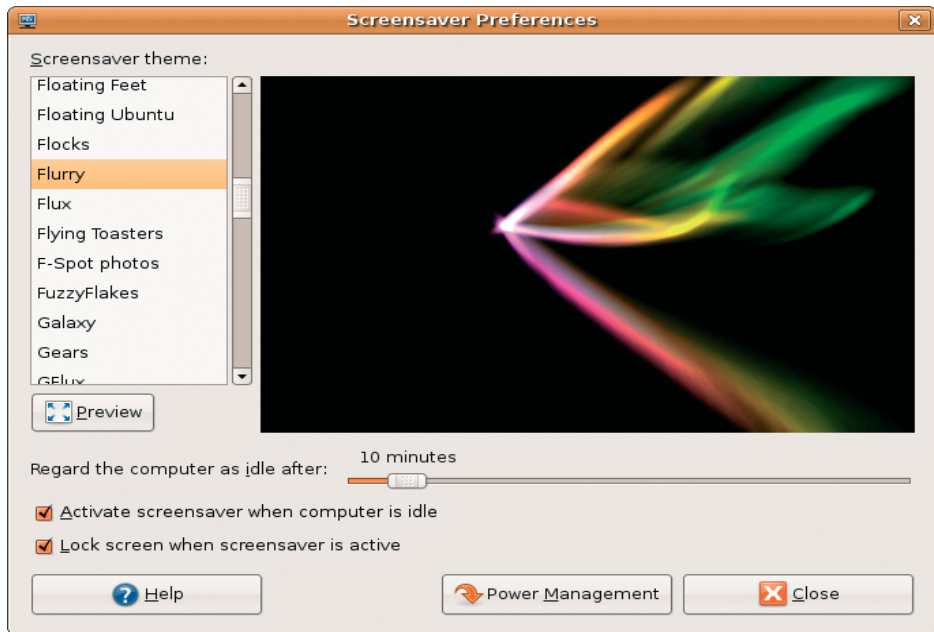 Screensaver Preferences
Screensaver theme:
Floating Feet
Floating Ubuntu
Flocks
Flurry
Flux
Flying Toasters
F-Spot photos
FuzzyFlakes
Galaxy
Gears
GFlux
Preview
Regard the computer as idle after:
10 minutes
Activate screensaver when computer is idle
Lock screen when screensaver is active
Help
Power Management
Close